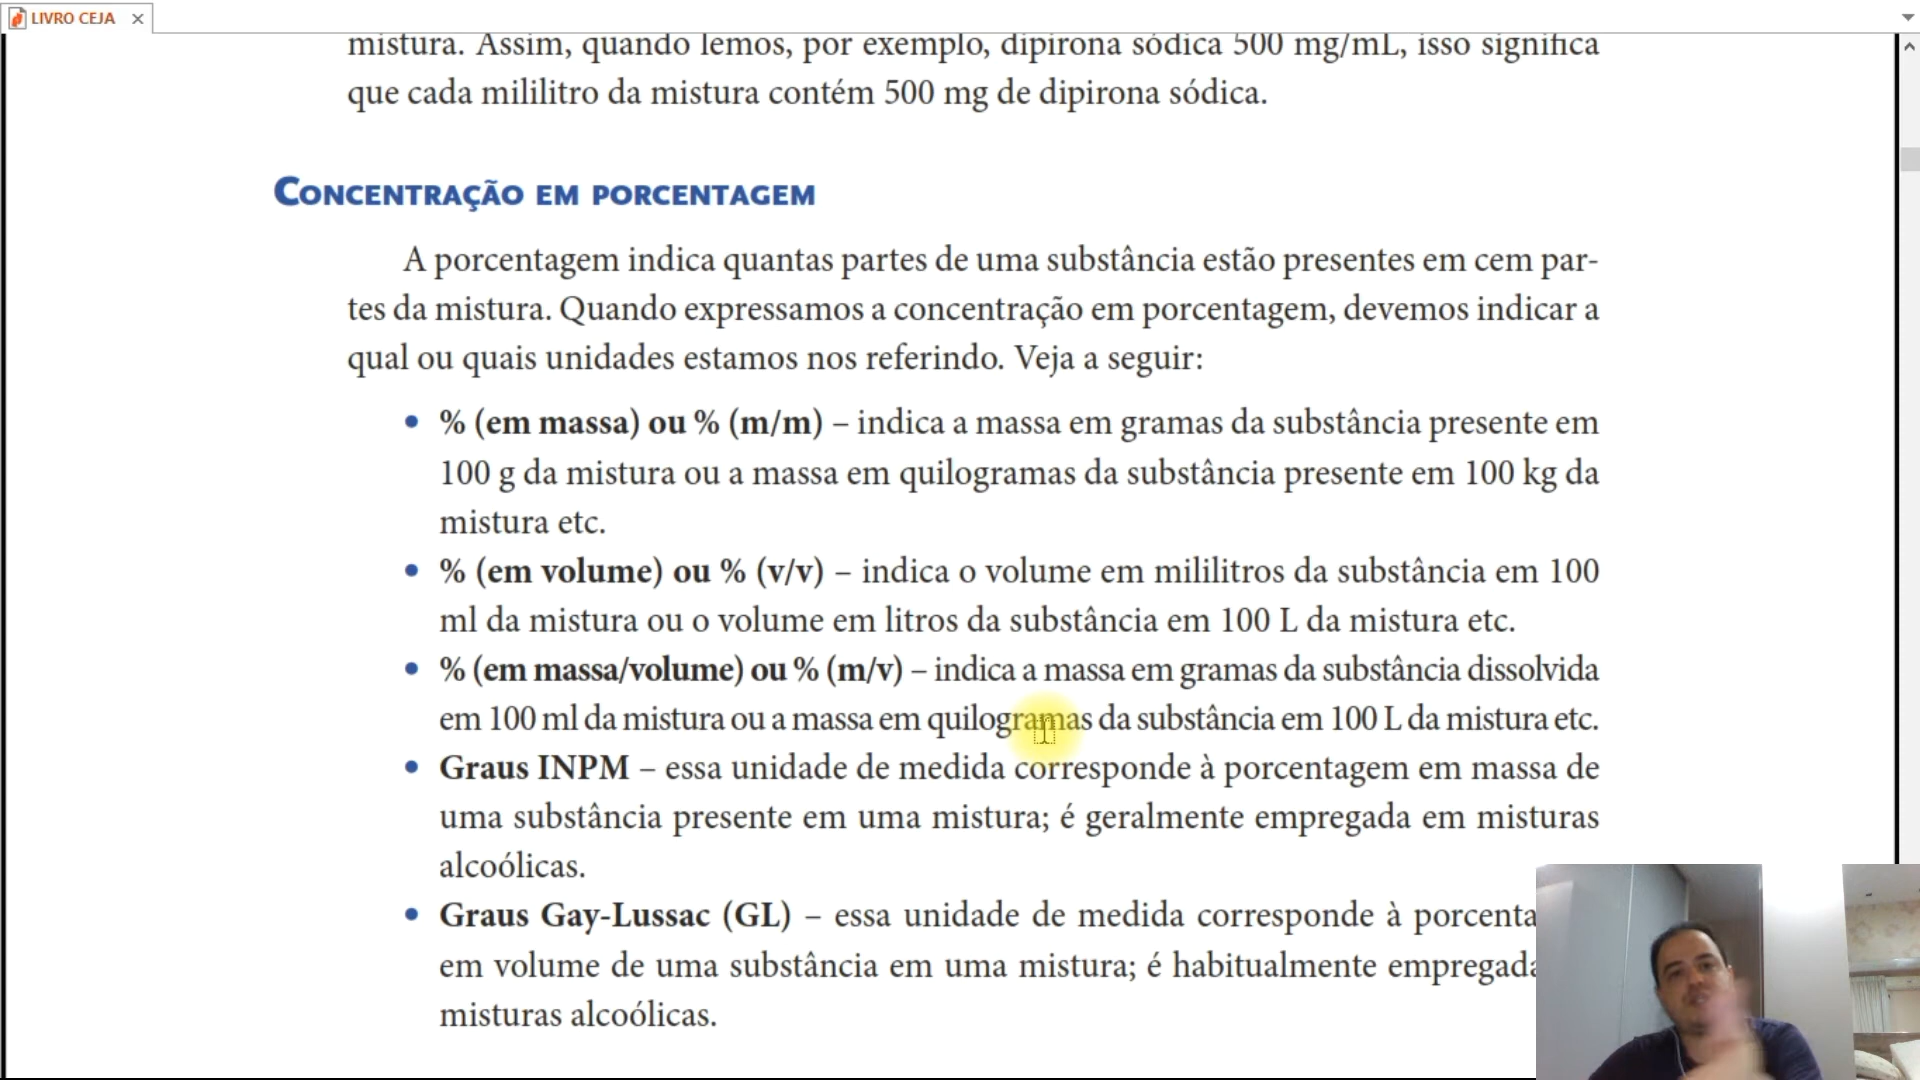 LIVRO CEJA
mistura. Assim, quando lemos, por exemplo, dipirona sódica 500 mg/mL, isso significa
que cada mililitro da mistura contém 500 mg de dipirona sódica.
Concentração em porcentagem
A porcentagem indica quantas partes de uma substância estão presentes em cem par-
tes da mistura. Quando expressamos a concentração em porcentagem, devemos indicar a
qual ou quais unidades estamos nos referindo. Veja a seguir:
• % (em massa) ou % (m/m) – indica a massa em gramas da substância presente em
100 g da mistura ou a massa em quilogramas da substância presente em 100 kg da
mistura etc.
• % (em volume) ou % (v/v) – indica o volume em mililitros da substância em 100
ml da mistura ou o volume em litros da substância em 100 L da mistura etc.
• % (em massa/volume) ou % (m/v) – indica a massa em gramas da substância dissolvida
em 100 ml da mistura ou a massa em quilogramas da substância em 100 L da mistura etc.
• Graus INPM – essa unidade de medida corresponde à porcentagem em massa de
uma substância presente em uma mistura; é geralmente empregada em misturas
alcoólicas.
• Graus Gay-Lussac (GL) – essa unidade de medida corresponde à porcenta
em volume de uma substância em uma mistura; é habitualmente empregada
misturas alcoólicas.